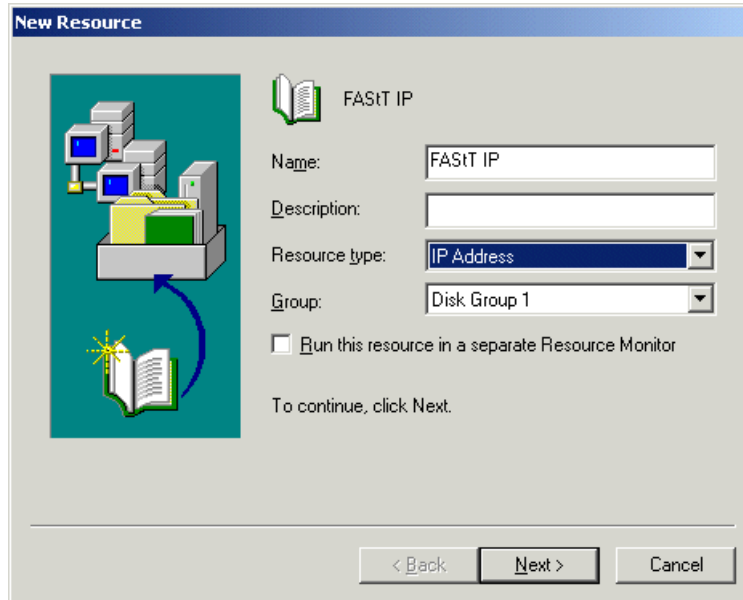 New Resource
FAStT IP
Name:
FAStT IP
Description:
Resource type:
IP Address
Group:
Disk Group 1
Run this resource in a separate Resource Monitor
To continue, click Next.
< Back
Next >
Cancel